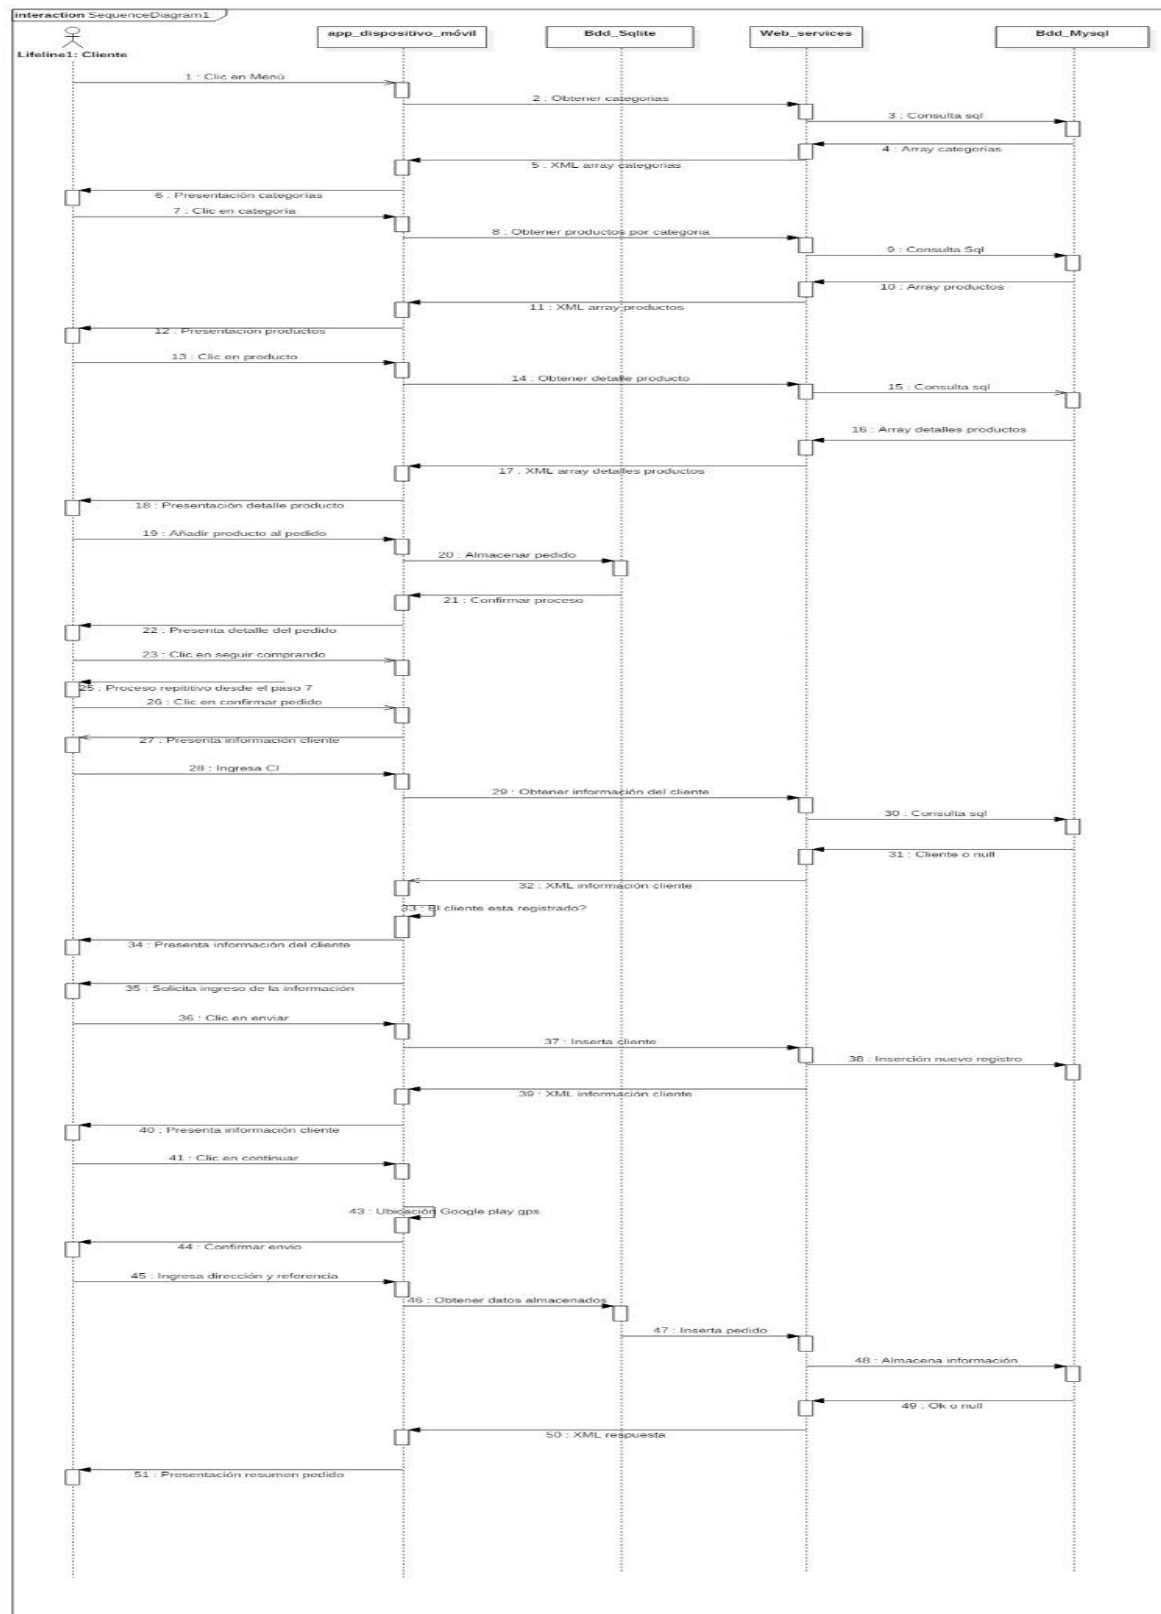 interaction SequenceDiagram1
Lifeline1: Cliente
app_dispositivo_móvil
Bdd_Sqlite
Web_services
Bdd_Mysql
1 : Clic en Menú
2 : Obtener categorias
3 : Consulta sql
4 : Array categorías
5 : XML array categorias
6 : Presentación categorías
7 : Clic en categoría
8 : Obtener productos por categoria
9 : Consulta Sql
10 : Array productos
11 : XML array productos
12 : Presentación productos
13 : Clic en producto
14 : Obtener detalle producto
15 : Consulta sql
16 : Array detalles productos
17 : XML array detalles productos
18 : Presentación detalle producto
19 : Añadir producto al pedido
20 : Almacenar pedido
21 : Confirmar proceso
22 : Presenta detalle del pedido
23 : Clic en seguir comprando
25 : Proceso repititivo desde el paso 7
26 : Clic en confirmar pedido
27 : Presenta información cliente
28 : Ingresa CI
29 : Obtener información del cliente
30 : Consulta sql
31 : Cliente o null
32 : XML información cliente
33 : El cliente esta registrado?
34 : Presenta información del cliente
35 : Solicita ingreso de la información
36 : Clic en enviar
37 : Inserta cliente
38 : Inserción nuevo registro
39 : XML información cliente
40 : Presenta información cliente
41 : Clic en continuar
43 : Ubicación Google play gps
44 : Confirmar envio
45 : Ingresa dirección y referencia
46 : Obtener datos almacenados
47 : Inserta pedido
48 : Almacena información
49 : Ok o null
50 : XML respuesta
51 : Presentación resumen pedido